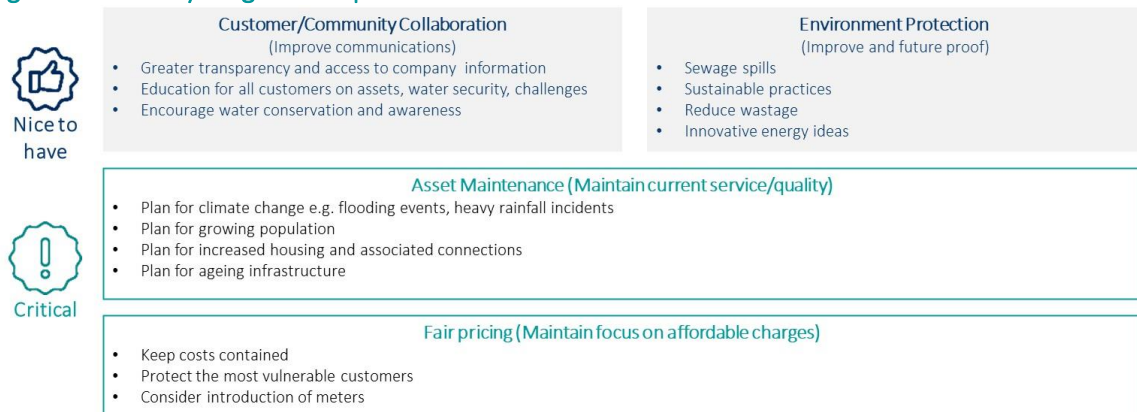 Customer/Community Collaboration
(Improve communications)
• Greater transparency and access to company information
• Education for all customers on assets, water security, challenges
• Encourage water conservation and awareness
Environment Protection
(Improve and future proof)
• Sewage spills
• Sustainable practices
• Reduce wastage
• Innovative energy ideas
Nice to
have
Asset Maintenance (Maintain current service/quality)
• Plan for climate change e.g. flooding events, heavy rainfall incidents
• Plan for growing population
• Plan for increased housing and associated connections
• Plan for ageing infrastructure
Critical
Fair pricing (Maintain focus on affordable charges)
• Keep costs contained
• Protect the most vulnerable customers
• Consider introduction of meters